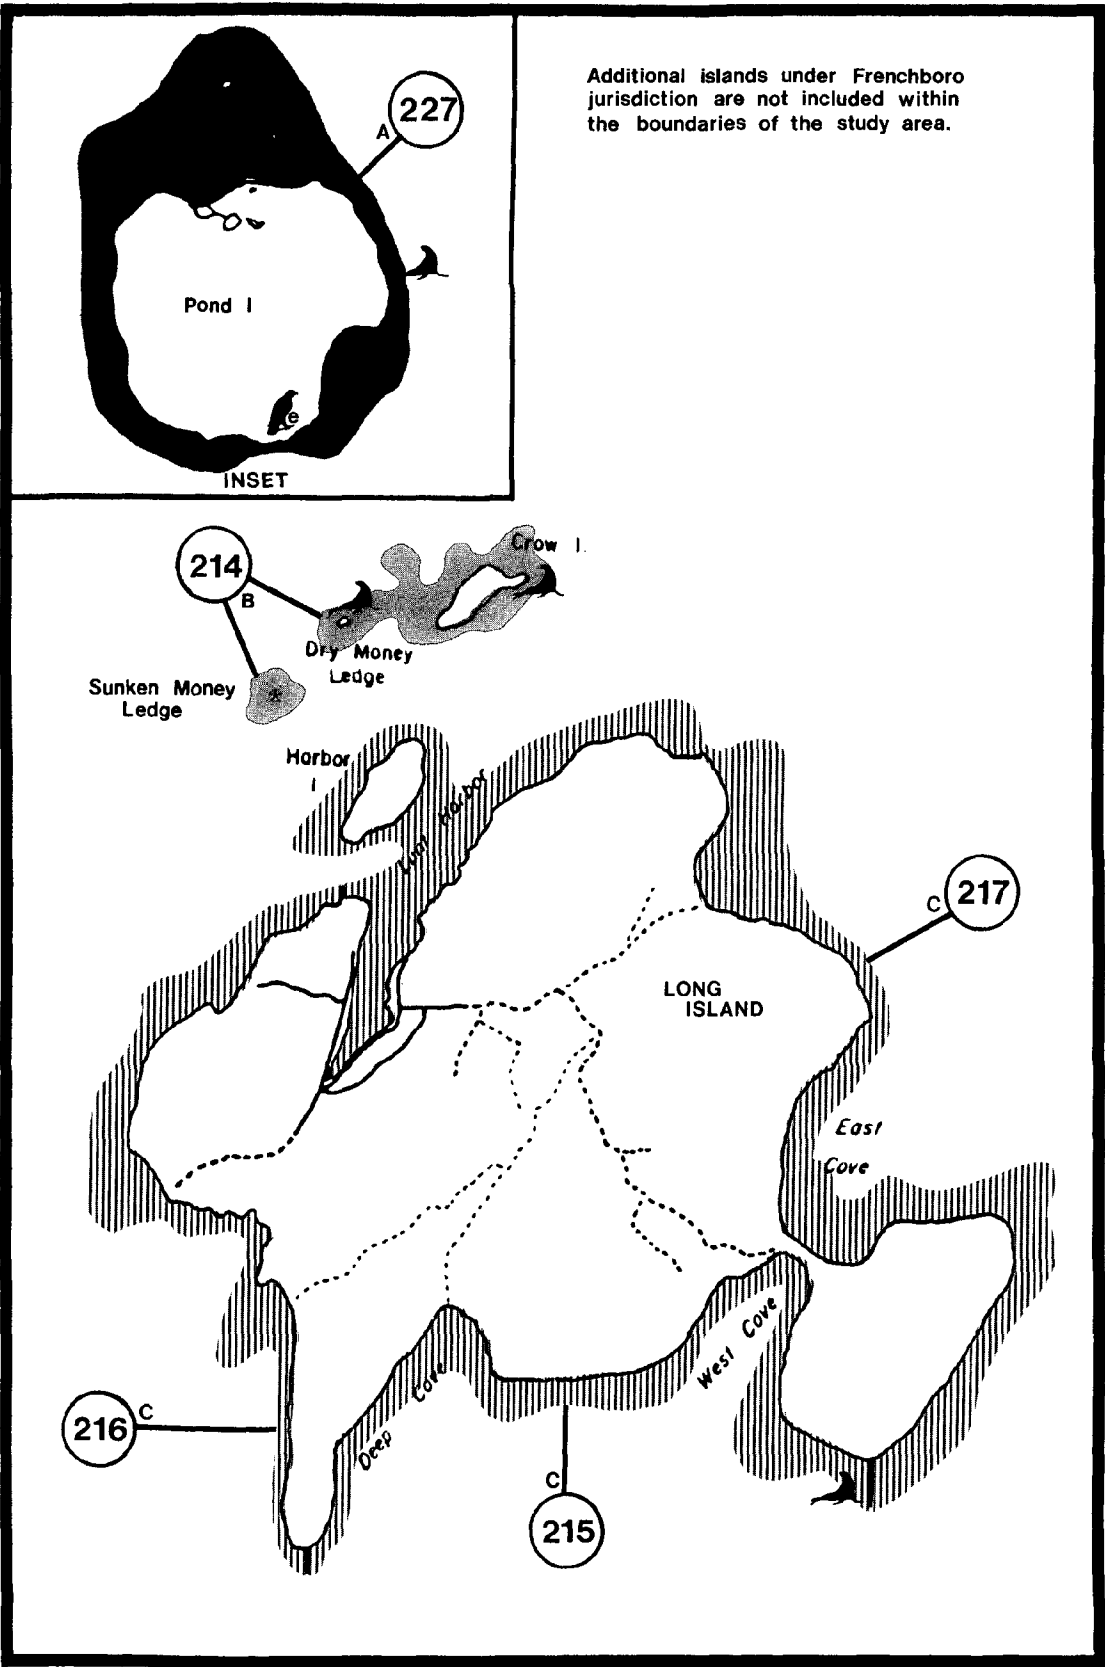 Additional islands under Frenchboro
jurisdiction are not included within
the boundaries of the study area.
227
A
Pond I
e
INSET
214
B
Crow I.
Dry Money
Ledge
Sunken Money
Ledge
Harbor
I
Harbor
C
217
LONG
ISLAND
East
Cove
West Cove
Deep Cove
216
C
C
215